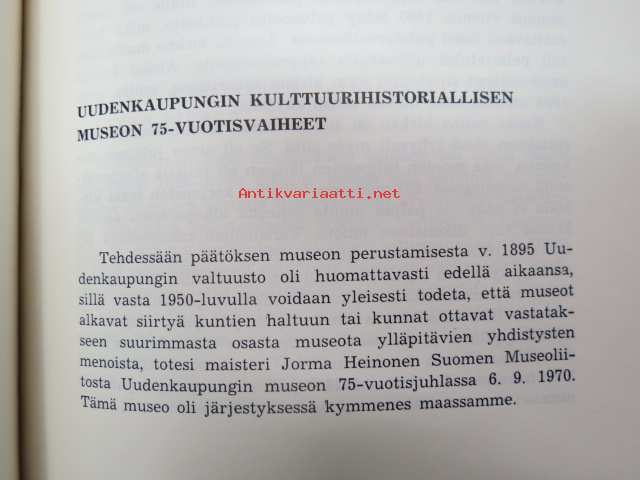 UUDENKAUPUNGIN KULTTUURIHISTORIALLISEN
MUSEON 75-VUOTISVAIHEET
Antikvariaatti.net
Tehdessään päätöksen museon perustamisesta v. 1895 Uu-
denkaupungin valtuusto oli huomattavasti edellä aikaansa,
sillä vasta 1950-luvulla voidaan yleisesti todeta, että museot
alkavat siirtyä kuntien haltuun tai kunnat ottavat vastatak-
seen suurimmasta osasta museota ylläpitävien yhdistysten
menoista, totesi maisteri Jorma Heinonen Suomen Museolii-
tosta Uudenkaupungin museon 75-vuotisjuhlassa 6. 9. 1970.
Tämä museo oli järjestyksessä kymmenes maassamme.